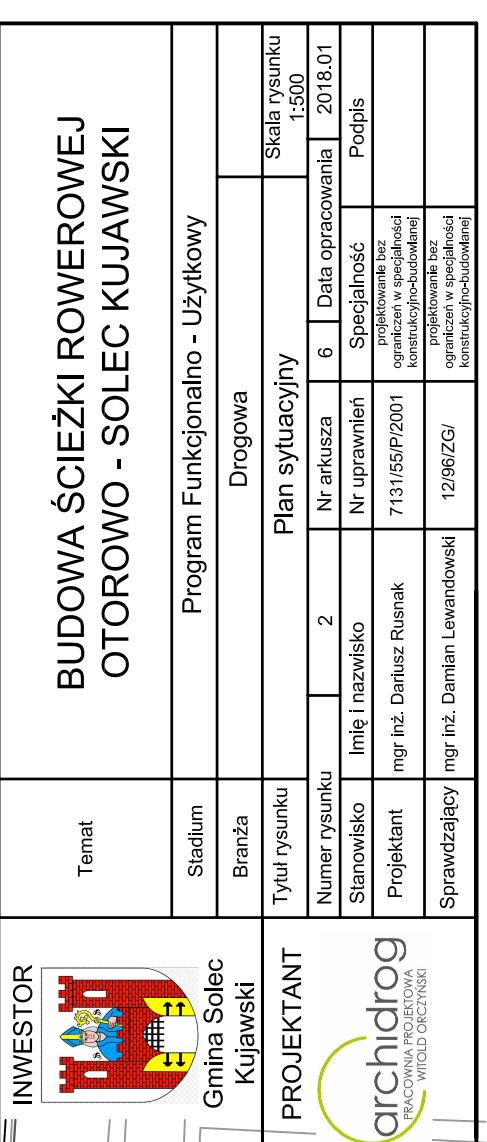 INWESTOR
Gmina Solec
Kujawski
PROJEKTANT
archidrog
PRACOWNIA PROJEKTOWA
WITOLD ORCZYŃSKI
Temat
BUDOWA ŚCIEŻKI ROWEROWEJ
OTOROWO - SOLEC KUJAWSKI
Stadium
Program Funkcjonalno - Użytkowy
Branża
Drogowa
Tytuł rysunku
Plan sytuacyjny
Skala rysunku
1:500
Numer rysunku 2 Nr arkusza 6 Data opracowania 2018.01
Stanowisko Imię i nazwisko Nr uprawnień Specjalność Podpis
Projektant mgr inż. Dariusz Rusnak 7131/55/P/2001
projektowanie bez
ograniczeń w specjalności
konstrukcyjno-budowlanej
Sprawdzający mgr inż. Damian Lewandowski 12/96/ZG/
projektowanie bez
ograniczeń w specjalności
konstrukcyjno-budowlanej